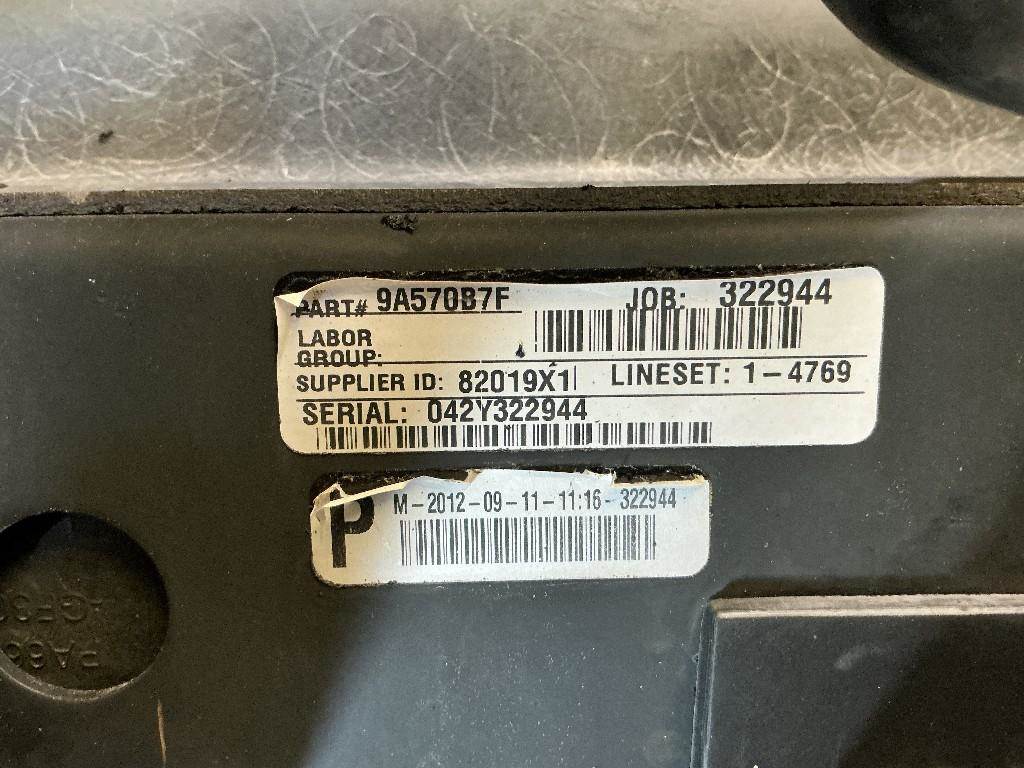 PART# 9A570B7F JOB: 322944
LABOR
GROUP:
SUPPLIER ID: 82019X1 LINESET: 1-4769
SERIAL: 042Y322944
P M-2012-09-11-11:16-322944